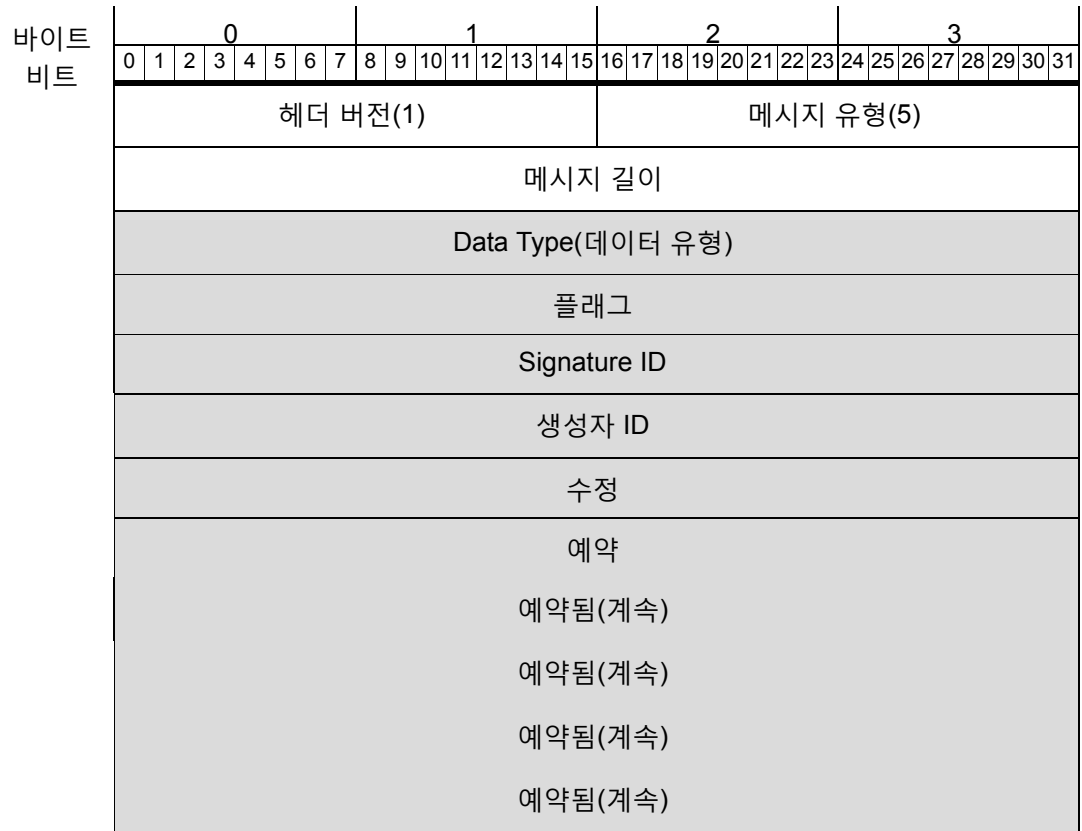 바이트 0 1 2 3
비트 0 1 2 3 4 5 6 7 8 9 10 11 12 13 14 15 16 17 18 19 20 21 22 23 24 25 26 27 28 29 30 31
헤더 버전(1) 메시지 유형(5)
메시지 길이
Data Type(데이터 유형)
플래그
Signature ID
생성자 ID
수정
예약
예약됨(계속)
예약됨(계속)
예약됨(계속)
예약됨(계속)